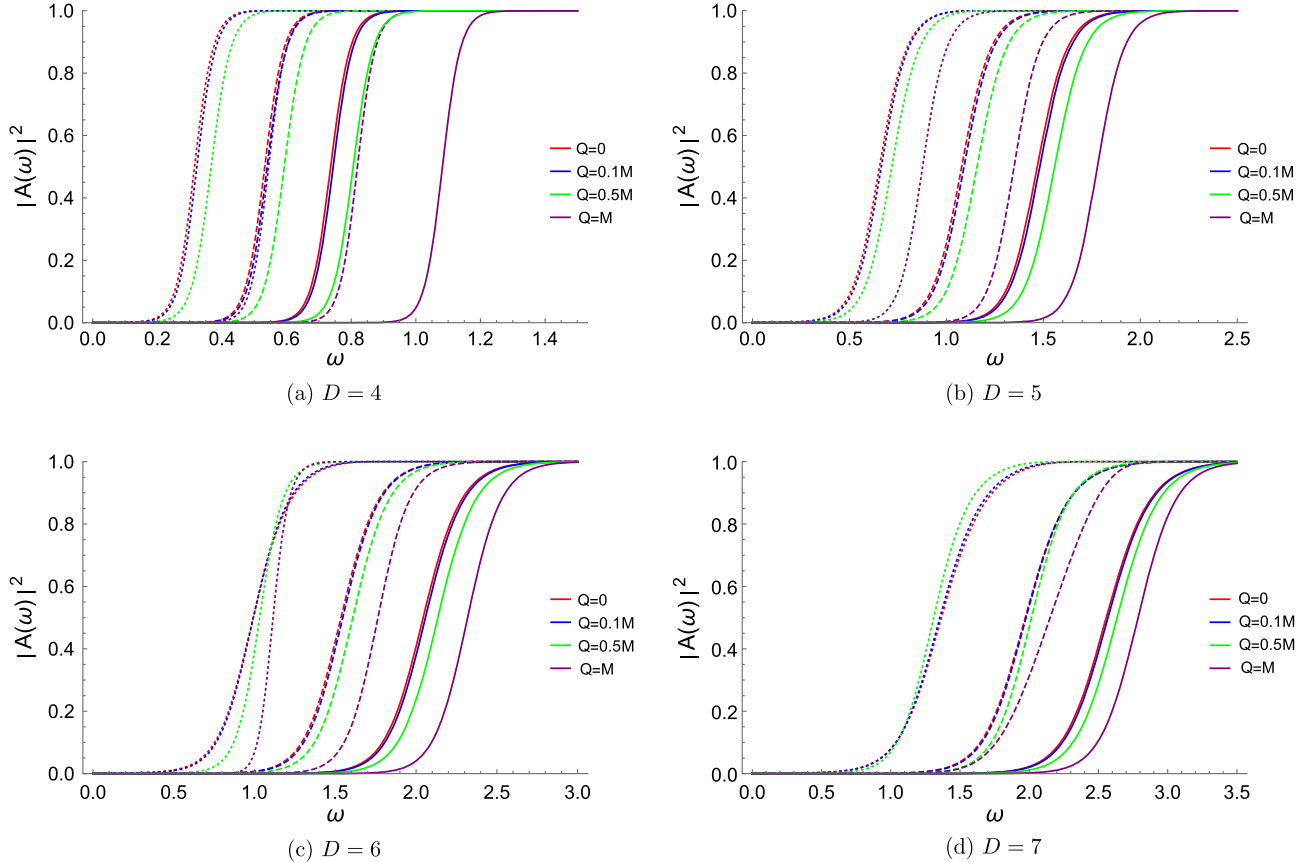 1.0
0.8
0.6
0.4
0.2
0.0
|A(ω)|²
0.0 0.2 0.4 0.6 0.8 1.0 1.2 1.4
ω
Q=0
Q=0.1M
Q=0.5M
Q=M
(a) D = 4
1.0
0.8
0.6
0.4
0.2
0.0
|A(ω)|²
0.0 0.5 1.0 1.5 2.0 2.5
ω
Q=0
Q=0.1M
Q=0.5M
Q=M
(b) D = 5
1.0
0.8
0.6
0.4
0.2
0.0
|A(ω)|²
0.0 0.5 1.0 1.5 2.0 2.5 3.0
ω
Q=0
Q=0.1M
Q=0.5M
Q=M
(c) D = 6
1.0
0.8
0.6
0.4
0.2
0.0
|A(ω)|²
0.0 0.5 1.0 1.5 2.0 2.5 3.0 3.5
ω
Q=0
Q=0.1M
Q=0.5M
Q=M
(d) D = 7